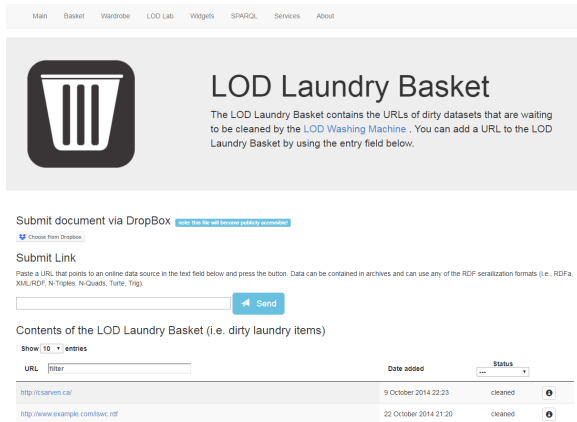 Main Basket Wardrobe LOD Lab Widgets SPARQL Services About
LOD Laundry Basket
The LOD Laundry Basket contains the URLs of dirty datasets that are waiting
to be cleaned by the LOD Washing Machine . You can add a URL to the LOD
Laundry Basket by using the entry field below.
Submit document via DropBox note: this file will become publicly accessible!
Choose from Dropbox
Submit Link
Paste a URL that points to an online data source in the text field below and press the button. Data can be contained in archives and can use any of the RDF serailization formats (i.e., RDFa,
XML/RDF, N-Triples, N-Quads, Turte, Trig).
Send
Contents of the LOD Laundry Basket (i.e. dirty laundry items)
Show 10 entries
URL filter Date added Status
---
http://csarven.ca/ 9 October 2014 22:23 cleaned
http://www.example.com/iswc.rdf 22 October 2014 21:20 cleaned